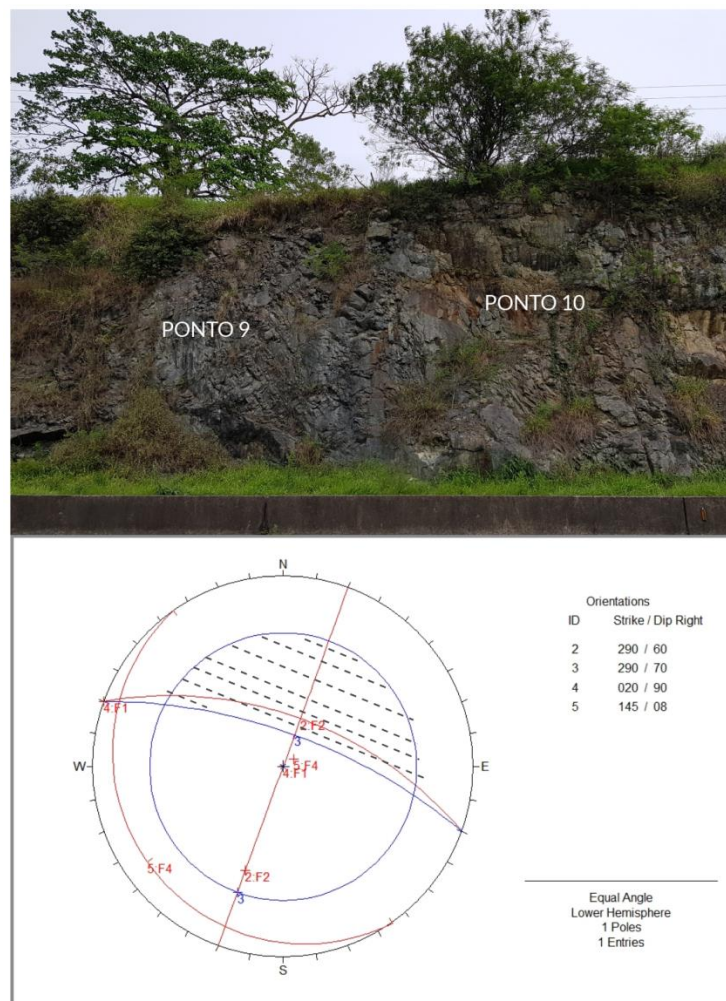 PONTO 9
PONTO 10
N
Orientations
ID Strike / Dip Right
2 290 / 60
3 290 / 70
4 020 / 90
5 145 / 08
4:F1
2:F2
3
5:F4
4:F1
W
E
5:F4
2:F2
3
S
Equal Angle
Lower Hemisphere
1 Poles
1 Entries